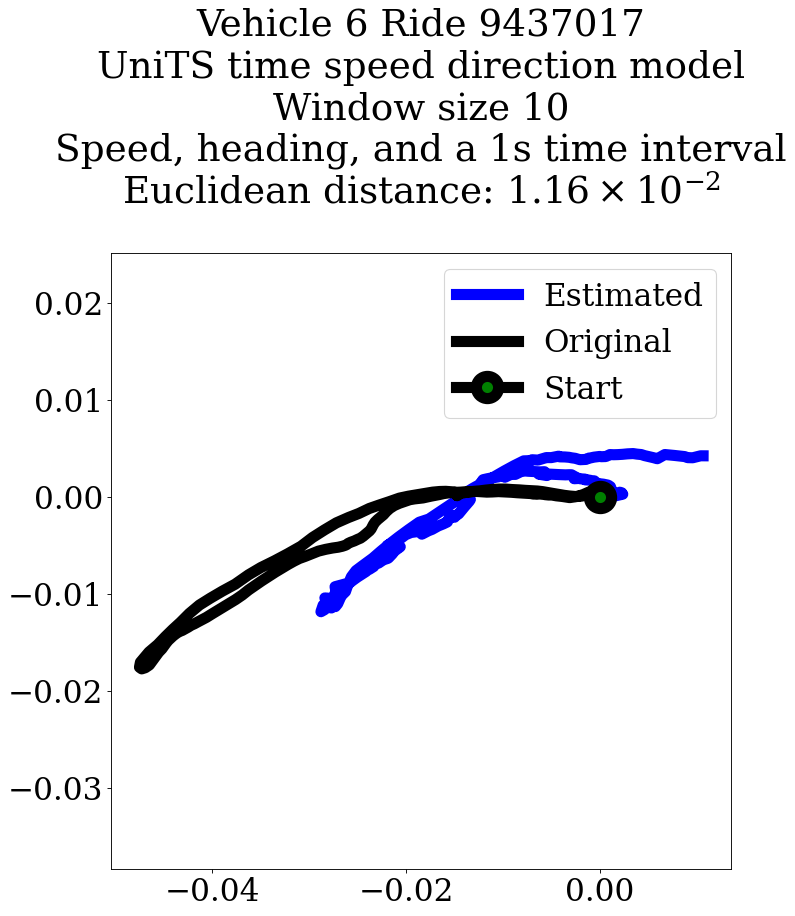 Vehicle 6 Ride 9437017
UniTS time speed direction model
Window size 10
Speed, heading, and a 1s time interval
Euclidean distance: 1.16 × 10⁻²
Estimated
Original
Start
0.02
0.01
0.00
−0.01
−0.02
−0.03
−0.04 −0.02 0.00